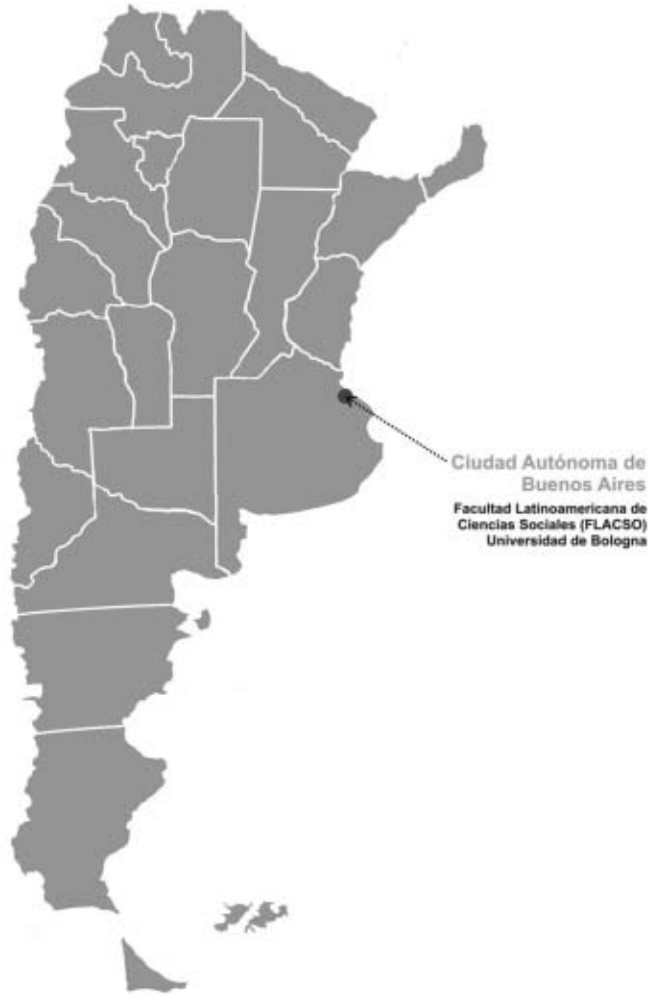 Ciudad Autónoma de
Buenos Aires
Facultad Latinoamericana de
Ciencias Sociales (FLACSO)
Universidad de Bologna